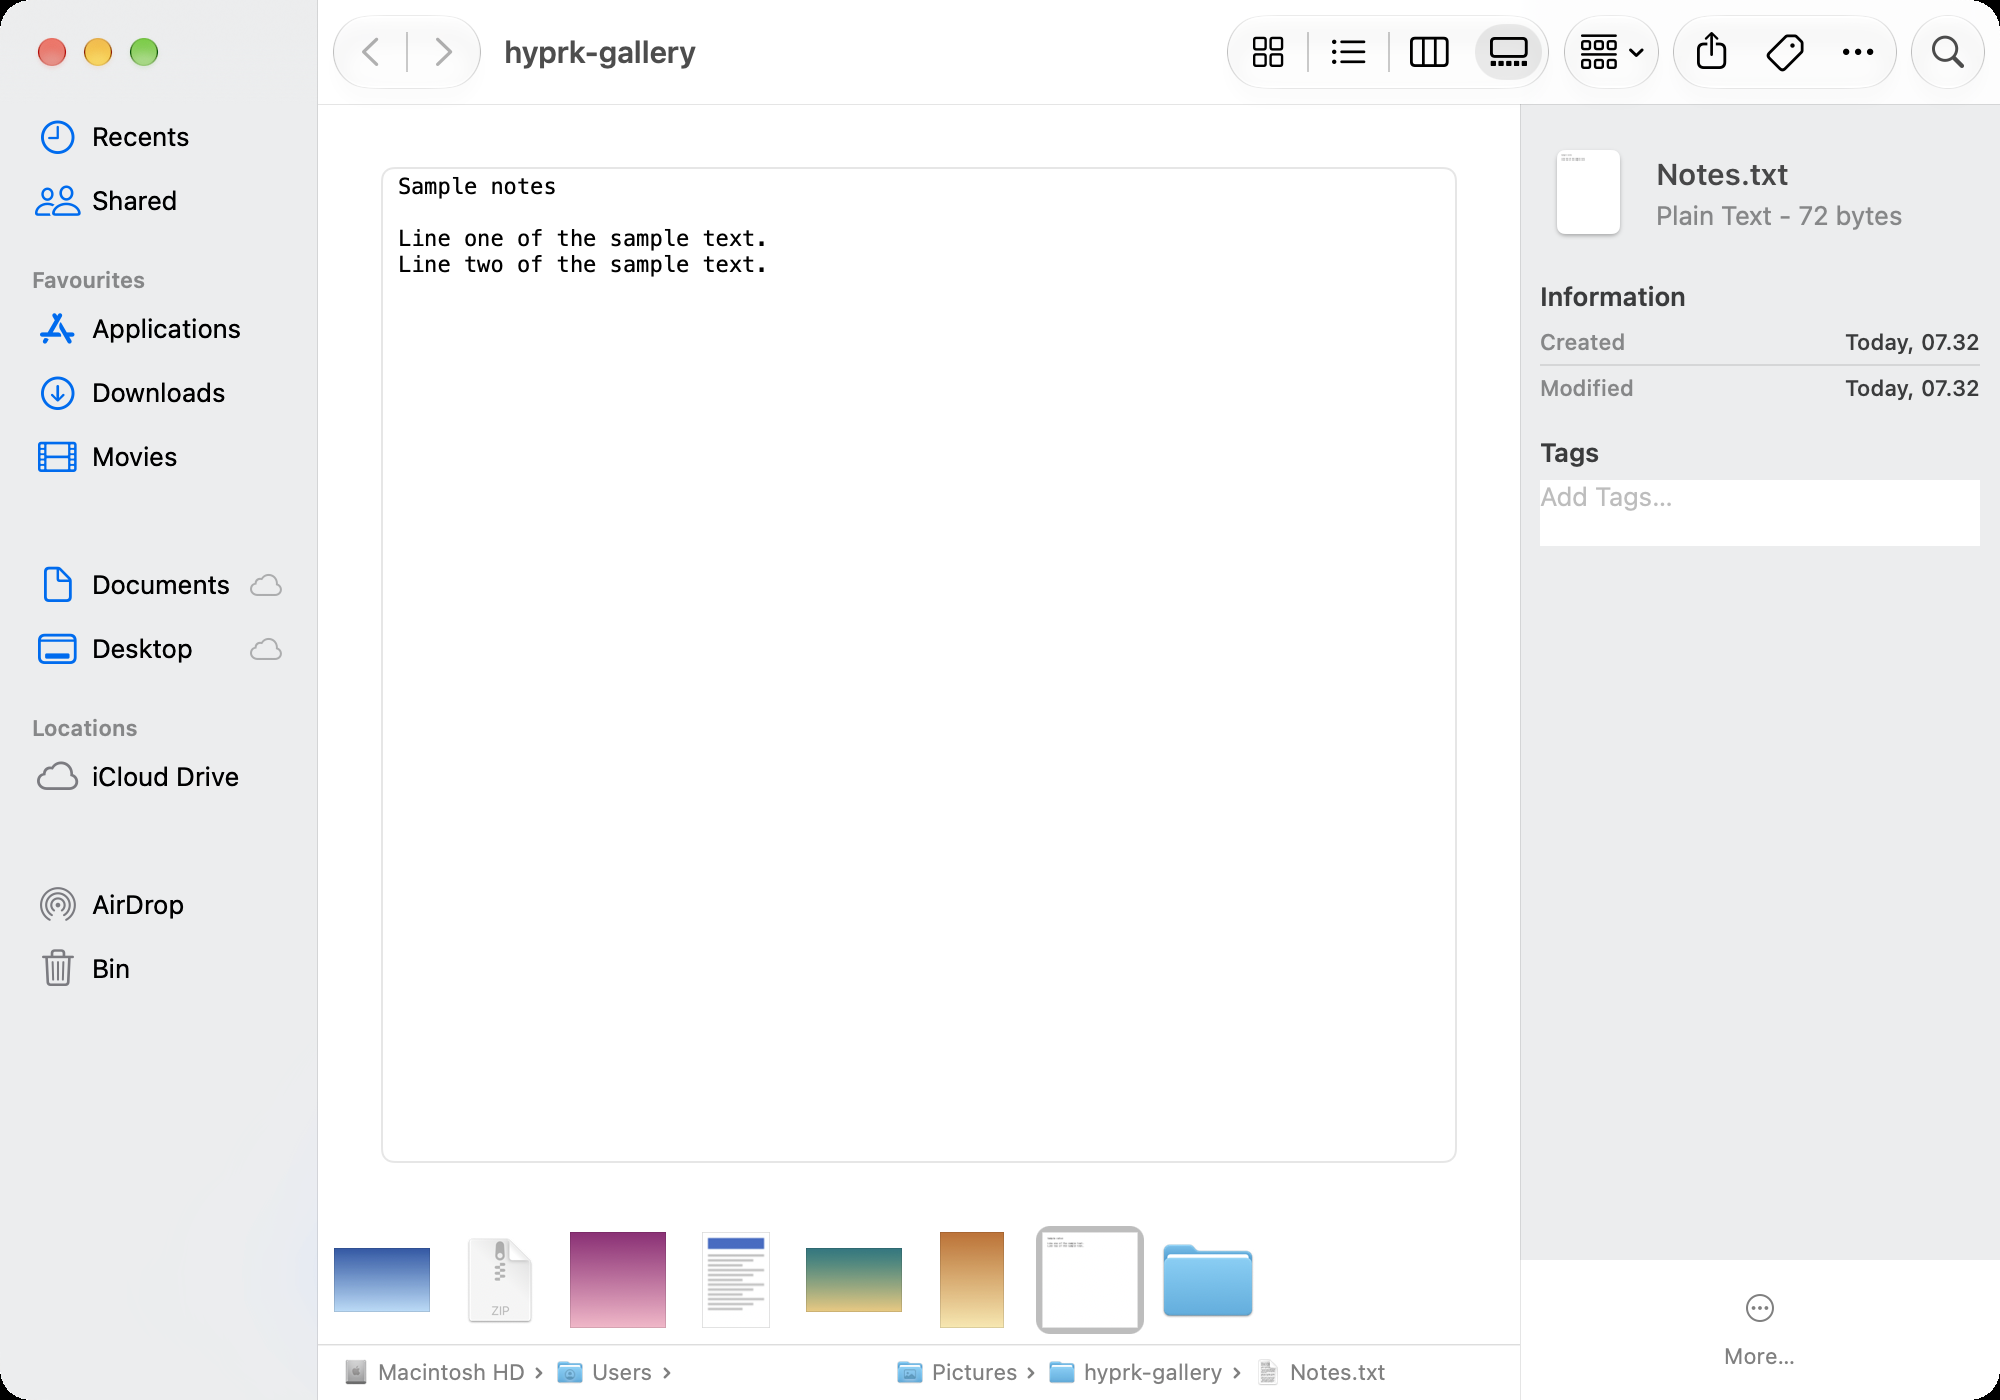 hyprk-gallery
Recents
Shared
Favourites
Applications
Downloads
Movies
Documents
Desktop
Locations
iCloud Drive
AirDrop
Bin
Sample notes
Line one of the sample text.
Line two of the sample text.
ZIP
Macintosh HD
Users
Pictures
hyprk-gallery
Notes.txt
Notes.txt
Plain Text - 72 bytes
Information
Created Today, 07.32
Modified Today, 07.32
Tags
Add Tags...
More...